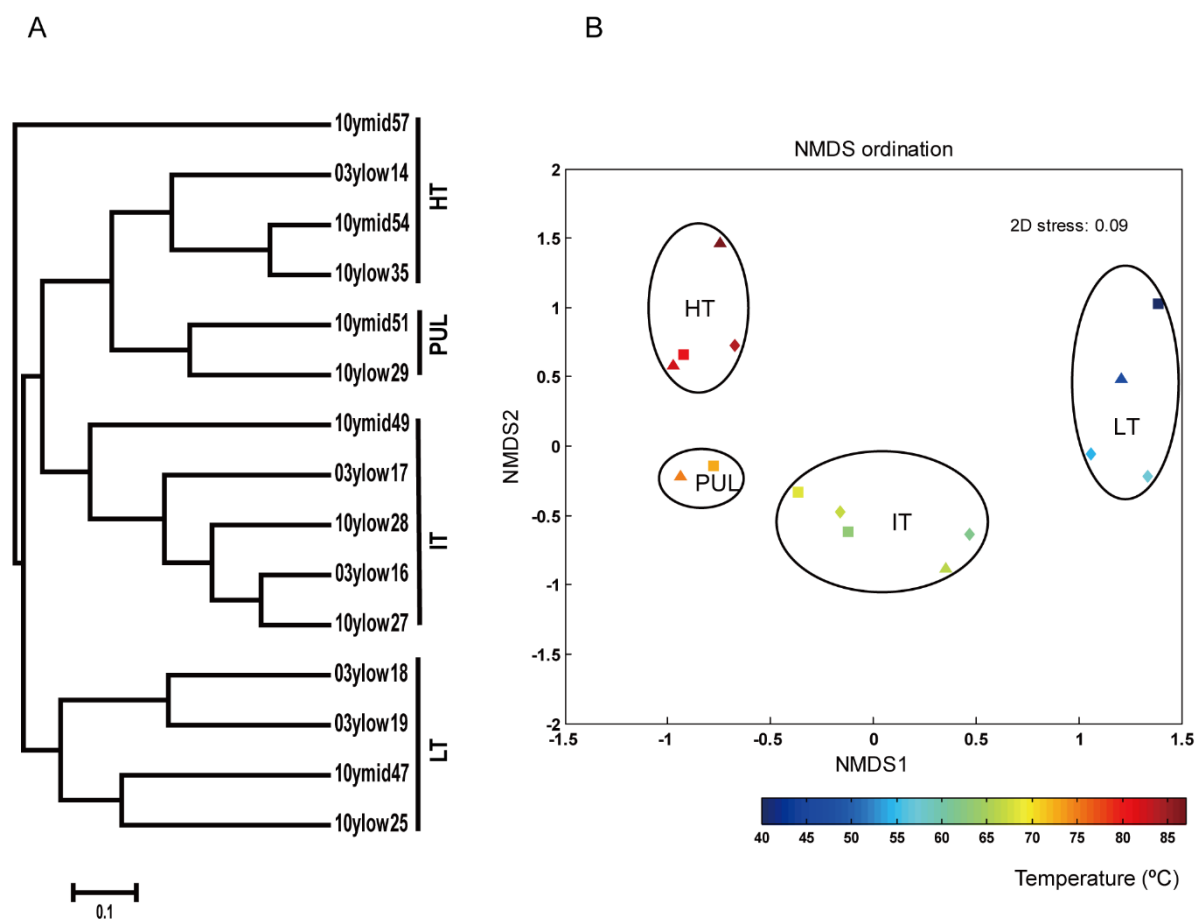 A
B
10ymid57
03ylow14
10ymid54
10ylow35
HT
10ymid51
10ylow29
PUL
10ymid49
03ylow17
10ylow28
03ylow16
10ylow27
IT
03ylow18
03ylow19
10ymid47
10ylow25
LT
0.1
NMDS ordination
2D stress: 0.09
2
1.5
1
0.5
0
-0.5
-1
-1.5
-2
NMDS2
HT
PUL
IT
LT
-1.5 -1 -0.5 0 0.5 1 1.5
NMDS1
40 45 50 55 60 65 70 75 80 85
Temperature (ºC)